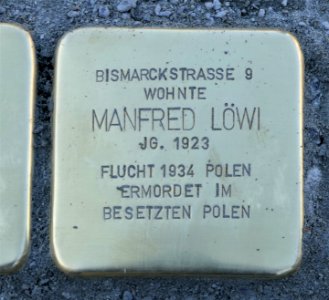 BISMARCKSTRASSE 9
WOHNTE
MANFRED LÖWI
JG. 1923
FLUCHT 1934 POLEN
ERMORDET IM
BESETZTEN POLEN